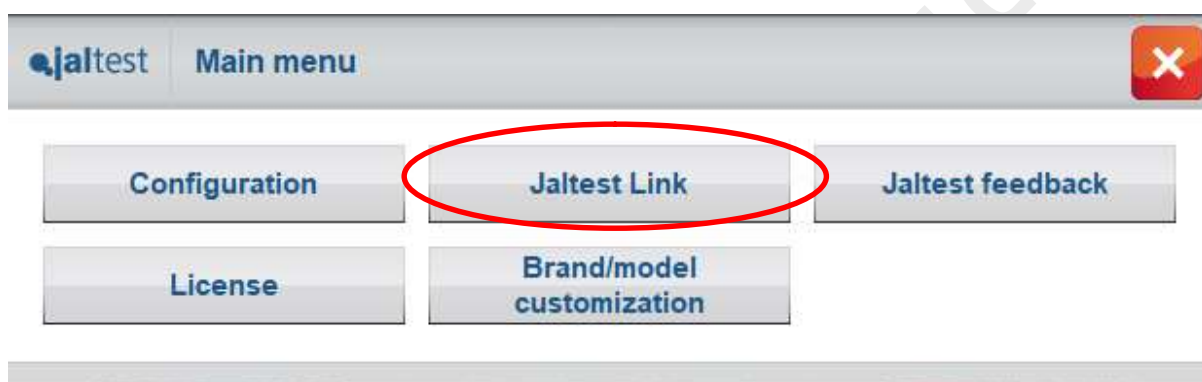 jaltest Main menu
Configuration Jaltest Link Jaltest feedback
License Brand/model
customization